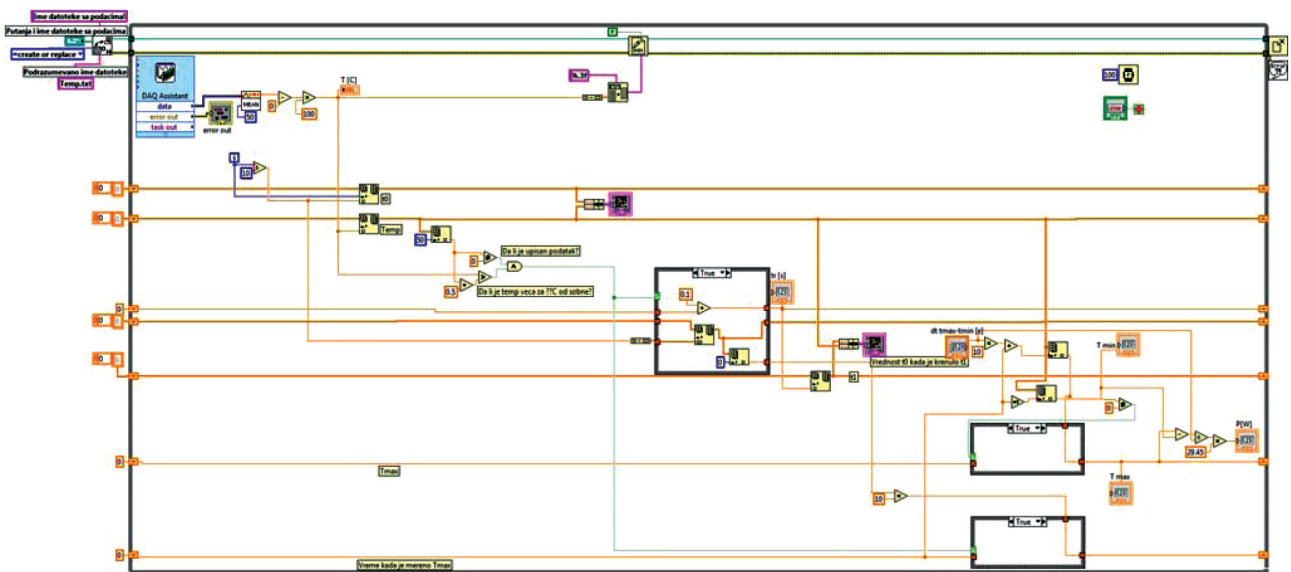 Ime datoteke sa podacima
Putanja i ime datoteke sa podacima
create or replace
Podrazumevano ime datoteke
Temp.txt
DAQ Assistant
data
error out
task out
error out
MEAN
50
0
100
T [C]
%.3f
F
100
i
10
t0
Temp
50
0
Da li je upisan podatak?
0.5
Da li je temp veca za ??C od sobne?
True
0.1
0
tr [s]
dt tmax-tmin [s]
10
Vrednost t0 kada je krenulo t1
t1
T min
0
True
29.45
P[W]
T max
Tmax
10
True
Vreme kada je mereno Tmax
0
0
0
0
0
0
0